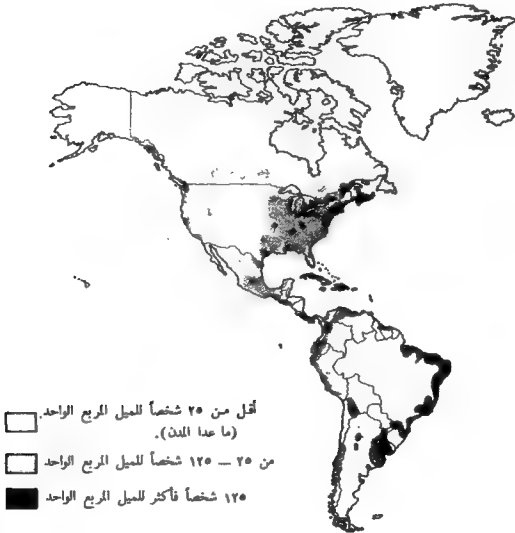 أقل من ٢٥ شخصاً للميل المربع الواحد.
(ما عدا المدن).
من ٢٥ — ١٢٥ شخصاً للميل المربع الواحد
١٢٥ شخصاً فأكثر للميل المربع الواحد